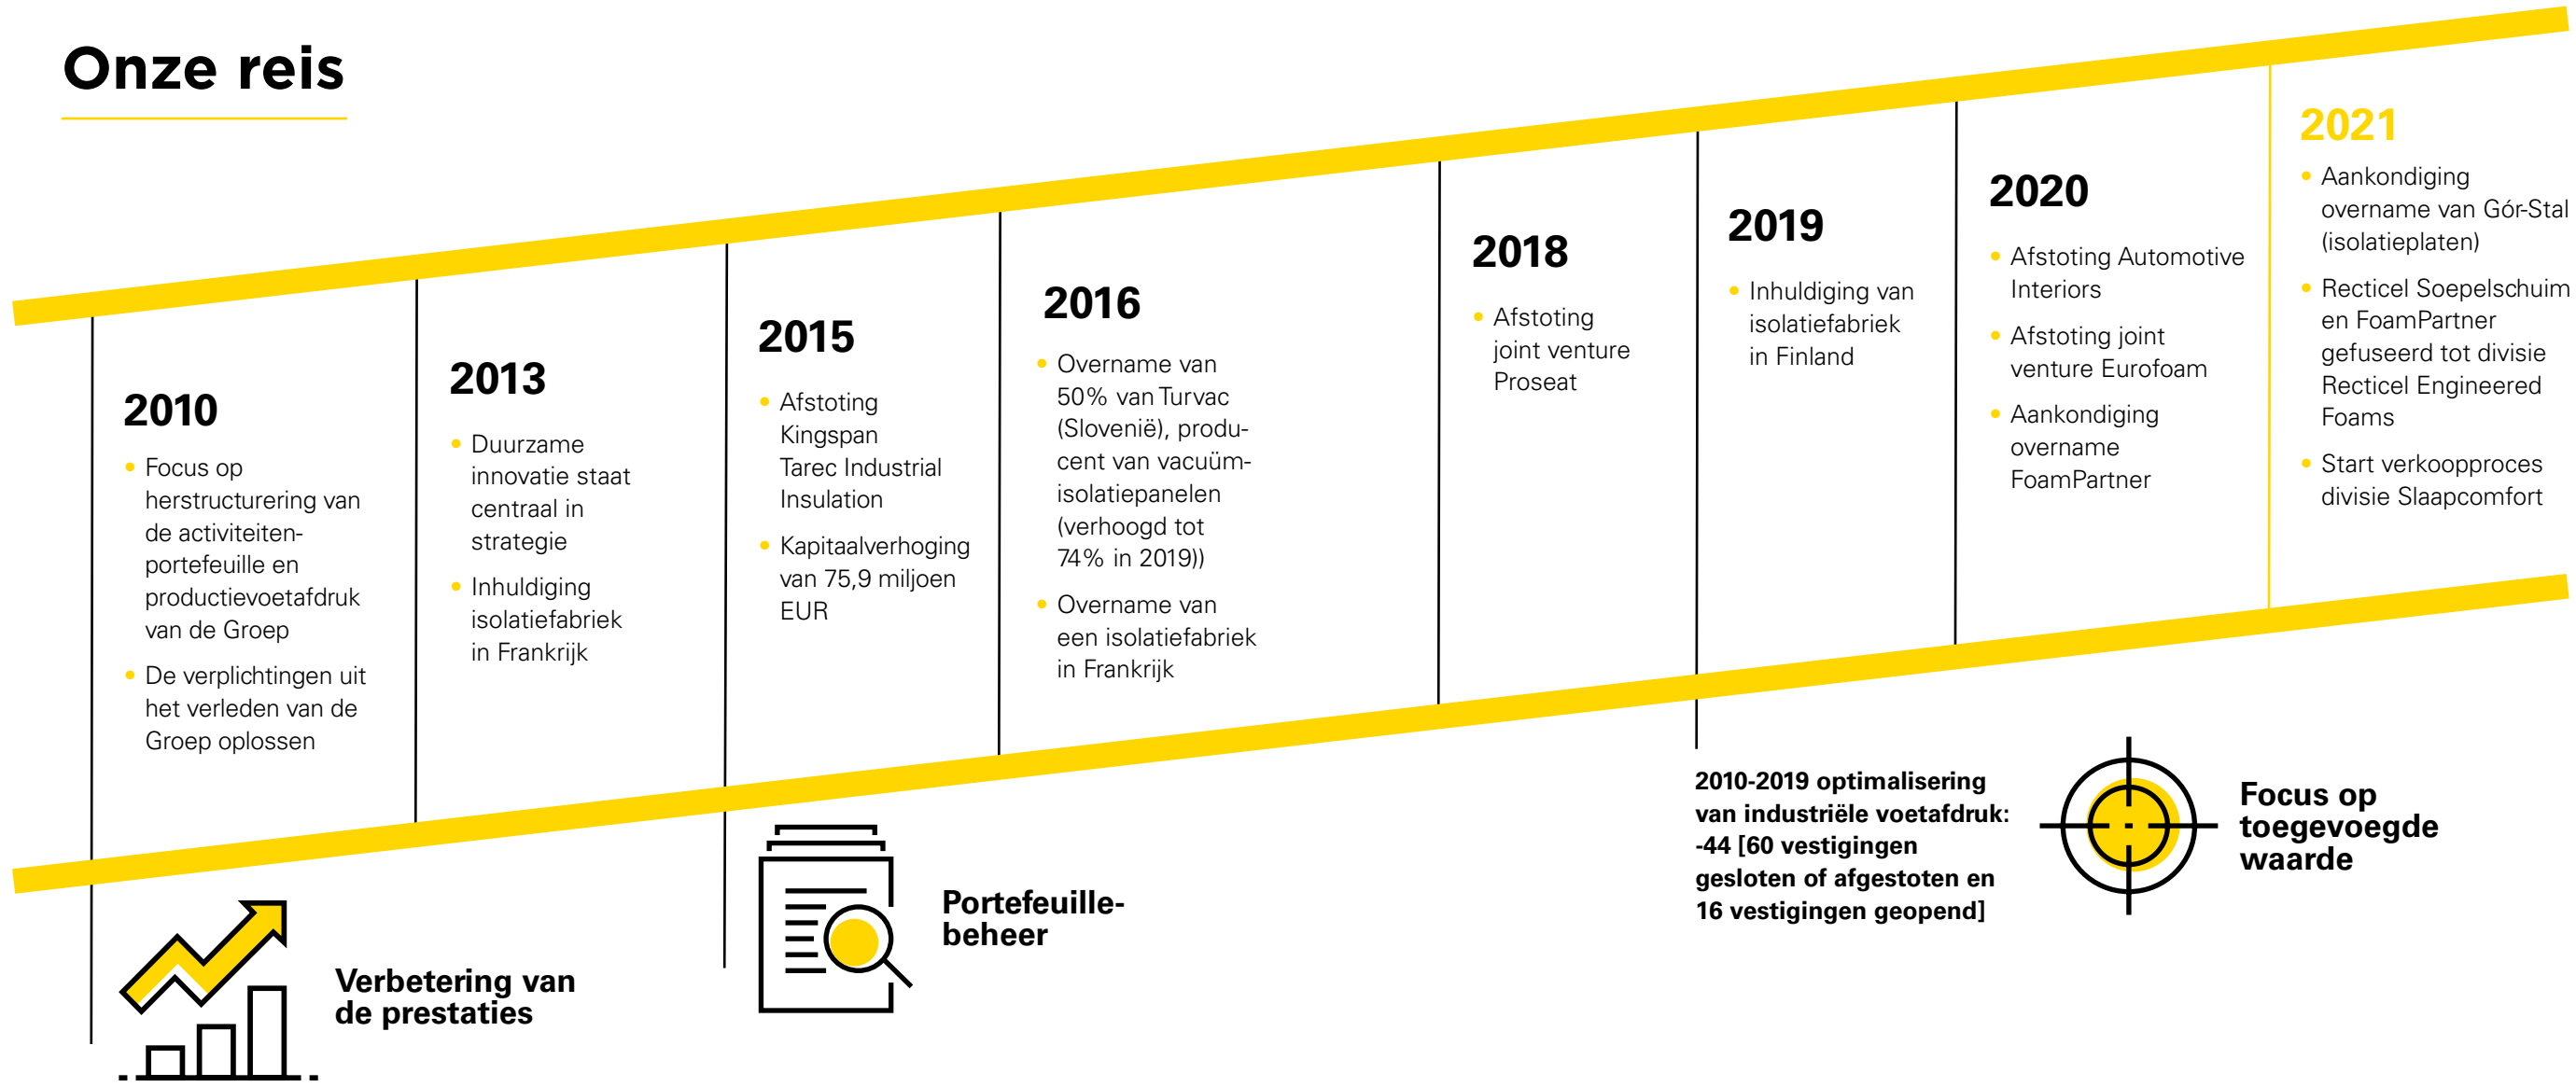 Onze reis
2010
• Focus op
herstructurering van
de activiteiten-
portefeuille en
productievoetafdruk
van de Groep
• De verplichtingen uit
het verleden van de
Groep oplossen
2013
• Duurzame
innovatie staat
centraal in
strategie
• Inhuldiging
isolatiefabriek
in Frankrijk
2015
• Afstoting
Kingspan
Tarec Industrial
Insulation
• Kapitaalverhoging
van 75,9 miljoen
EUR
2016
• Overname van
50% van Turvac
(Slovenië), produ-
cent van vacuüm-
isolatiepanelen
(verhoogd tot
74% in 2019))
• Overname van
een isolatiefabriek
in Frankrijk
2018
• Afstoting
joint venture
Proseat
2019
• Inhuldiging van
isolatiefabriek
in Finland
2020
• Afstoting Automotive
Interiors
• Afstoting joint
venture Eurofoam
• Aankondiging
overname
FoamPartner
2021
• Aankondiging
overname van Gór-Stal
(isolatieplaten)
• Recticel Soepelschuim
en FoamPartner
gefuseerd tot divisie
Recticel Engineered
Foams
• Start verkoopproces
divisie Slaapcomfort
Verbetering van
de prestaties
Portefeuille-
beheer
2010-2019 optimalisering
van industriële voetafdruk:
-44 [60 vestigingen
gesloten of afgestoten en
16 vestigingen geopend]
Focus op
toegevoegde
waarde